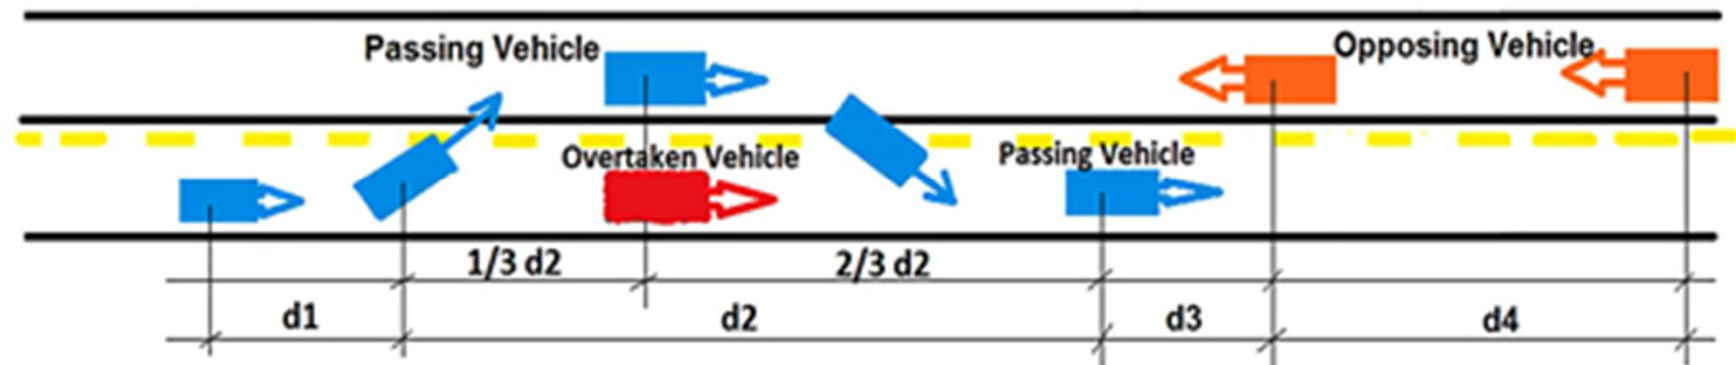 Passing Vehicle
Opposing Vehicle
Overtaken Vehicle
Passing Vehicle
1/3 d2
2/3 d2
d1
d2
d3
d4